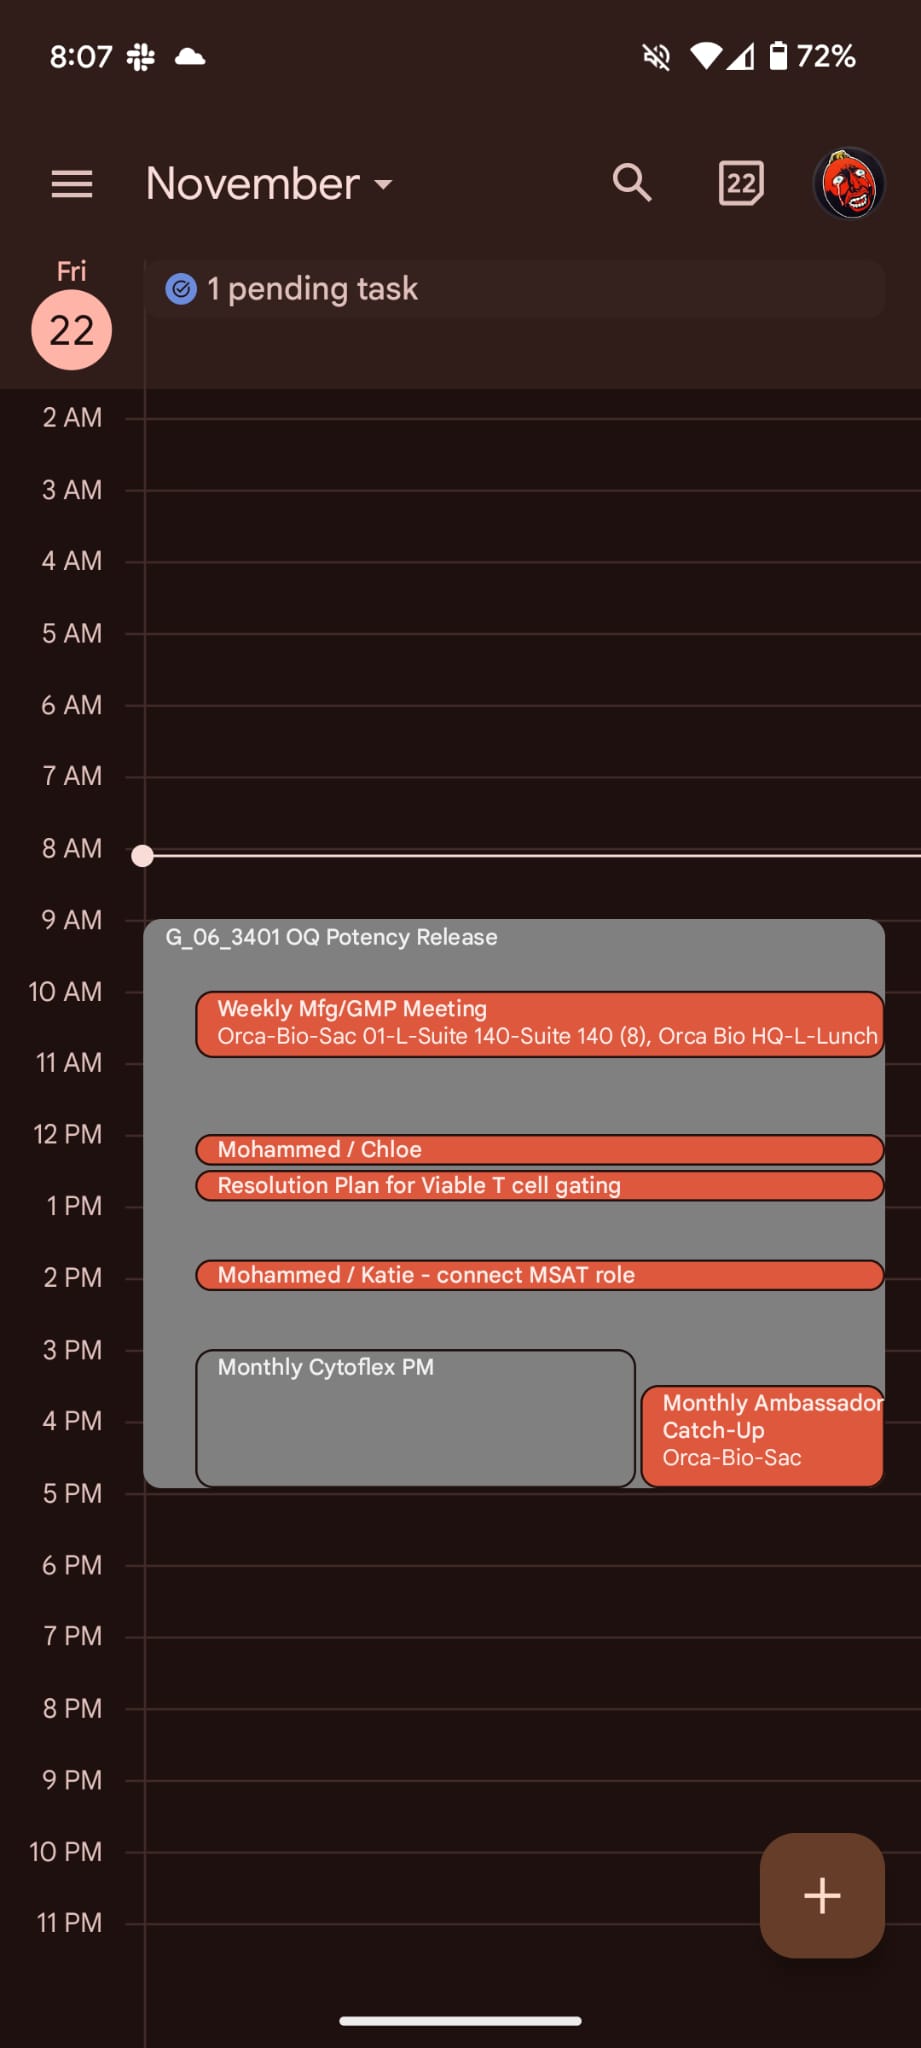 8:07
72%
November
22
Fri
22
1 pending task
2 AM
3 AM
4 AM
5 AM
6 AM
7 AM
8 AM
9 AM
G_06_3401 OQ Potency Release
10 AM
Weekly Mfg/GMP Meeting
Orca-Bio-Sac 01-L-Suite 140-Suite 140 (8), Orca Bio HQ-L-Lunch
11 AM
12 PM
Mohammed / Chloe
Resolution Plan for Viable T cell gating
1 PM
2 PM
Mohammed / Katie - connect MSAT role
3 PM
Monthly Cytoflex PM
Monthly Ambassador
Catch-Up
Orca-Bio-Sac
4 PM
5 PM
6 PM
7 PM
8 PM
9 PM
10 PM
11 PM